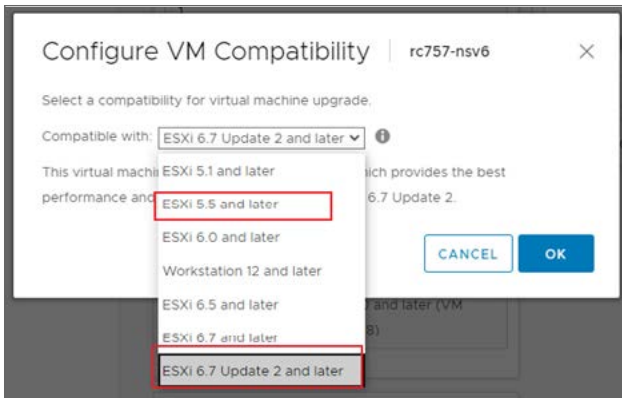 Configure VM Compatibility
rc757-nsv6
Select a compatibility for virtual machine upgrade.
Compatible with: ESXi 6.7 Update 2 and later
This virtual machi
ESXi 5.1 and later
ich provides the best
performance and
ESXi 5.5 and later
6.7 Update 2.
ESXi 6.0 and later
CANCEL
OK
Workstation 12 and later
ESXi 6.5 and later
and later (VM
ESXi 6.7 and later
8)
ESXi 6.7 Update 2 and later